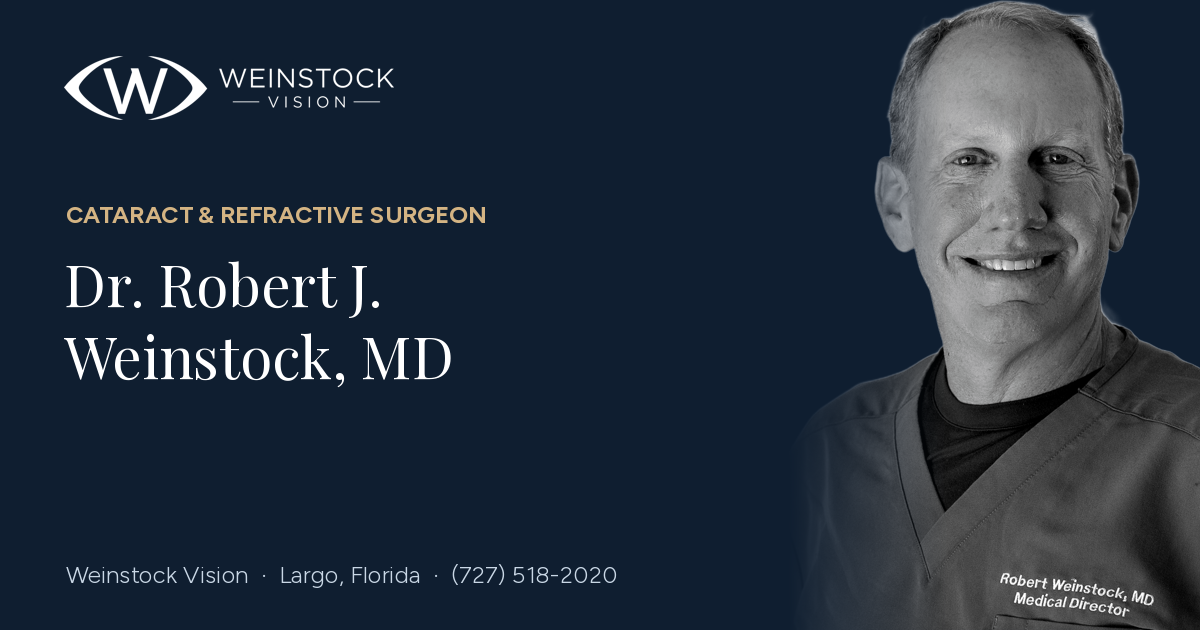 W WEINSTOCK
VISION
CATARACT & REFRACTIVE SURGEON
Dr. Robert J.
Weinstock, MD
Weinstock Vision · Largo, Florida · (727) 518-2020
Robert Weinstock, MD
Medical Director